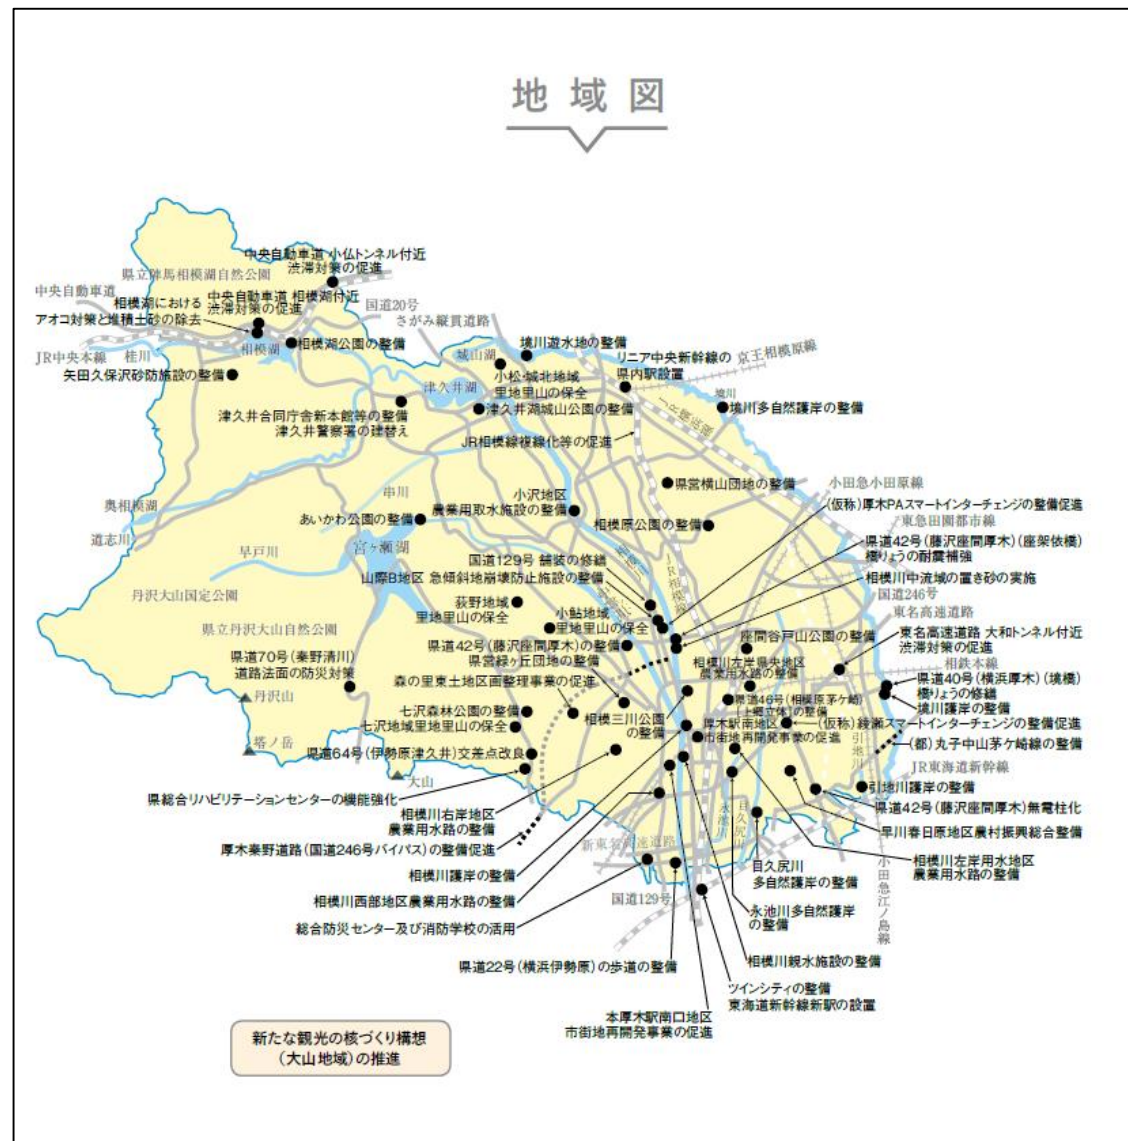 地域図
中央自動車道 小仏トンネル付近
渋滞対策の促進
県立陣馬相模湖自然公園
中央自動車道
相模湖における
アオコ対策と堆積土砂の除去
中央自動車道 相模湖付近
渋滞対策の促進
国道20号
さがみ縦貫道路
JR中央本線
桂川
相模湖
相模湖公園の整備
矢田久保沢砂防施設の整備
城山湖
境川遊水地の整備
小松・城北地域
里地里山の保全
リニア中央新幹線の
県内駅設置
京王相模原線
津久井湖
津久井湖城山公園の整備
境川
境川多自然護岸の整備
JR横浜線
津久井合同庁舎新本館等の整備
津久井警察署の建替え
JR相模線複線化等の促進
県営横山団地の整備
小田急小田原線
奥相模湖
道志川
串川
小沢地区
農業用取水施設の整備
(仮称)厚木PAスマートインターチェンジの整備促進
あいかわ公園の整備
相模原公園の整備
東急田園都市線
早戸川
宮ヶ瀬湖
国道129号 舗装の修繕
山際B地区 急傾斜地崩壊防止施設の整備
JR相模線
県道42号(藤沢座間厚木)(座架依橋)
橋りょうの耐震補強
相模川中流域の置き砂の実施
国道246号
丹沢大山国定公園
荻野地域
里地里山の保全
小鮎地域
里地里山の保全
東名高速道路
県立丹沢大山自然公園
県道42号(藤沢座間厚木)の整備
県営緑ヶ丘団地の整備
座間谷戸山公園の整備
東名高速道路 大和トンネル付近
渋滞対策の促進
県道70号(秦野清川)
道路法面の防災対策
森の里東土地区画整理事業の促進
相模川左岸県央地区
農業用水路の整備
相鉄本線
県道40号(横浜厚木)(境橋)
橋りょうの修繕
丹沢山
七沢森林公園の整備
相模三川公園
の整備
県道46号(相模原茅ケ崎)
(上郷立体)の整備
境川護岸の整備
七沢地域里地里山の保全
厚木駅南地区
市街地再開発事業の促進
(仮称)綾瀬スマートインターチェンジの整備促進
塔ノ岳
県道64号(伊勢原津久井)交差点改良
引地川
(都)丸子中山茅ケ崎線の整備
大山
JR東海道新幹線
県総合リハビリテーションセンターの機能強化
引地川護岸の整備
相模川右岸地区
農業用水路の整備
永池川
目久尻川
県道42号(藤沢座間厚木)無電柱化
厚木秦野道路(国道246号バイパス)の整備促進
新東名高速道路
早川春日原地区農村振興総合整備
相模川護岸の整備
目久尻川
多自然護岸の整備
相模川左岸用水地区
農業用水路の整備
小田急江ノ島線
相模川西部地区農業用水路の整備
国道129号
永池川多自然護岸
の整備
総合防災センター及び消防学校の活用
県道22号(横浜伊勢原)の歩道の整備
相模川親水施設の整備
ツインシティの整備
東海道新幹線新駅の設置
本厚木駅南口地区
市街地再開発事業の促進
新たな観光の核づくり構想
(大山地域)の推進